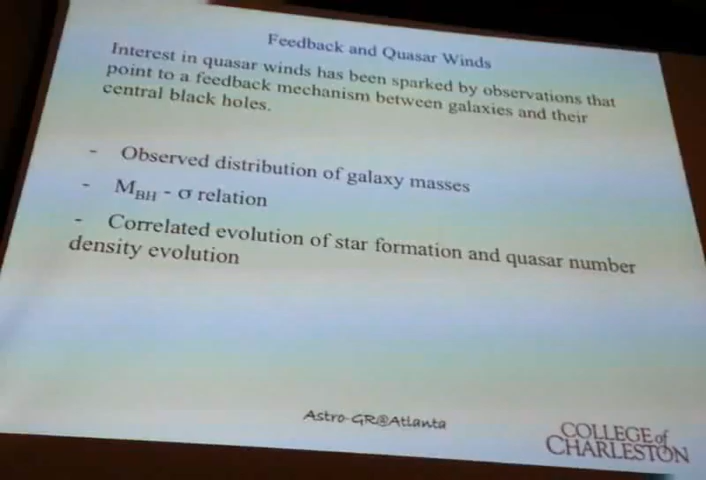 Feedback and Quasar Winds
Interest in quasar winds has been sparked by observations that
point to a feedback mechanism between galaxies and their
central black holes.
- Observed distribution of galaxy masses
- M_BH - σ relation
- Correlated evolution of star formation and quasar number
density evolution
Astro-GR@Atlanta
COLLEGE of
CHARLESTON